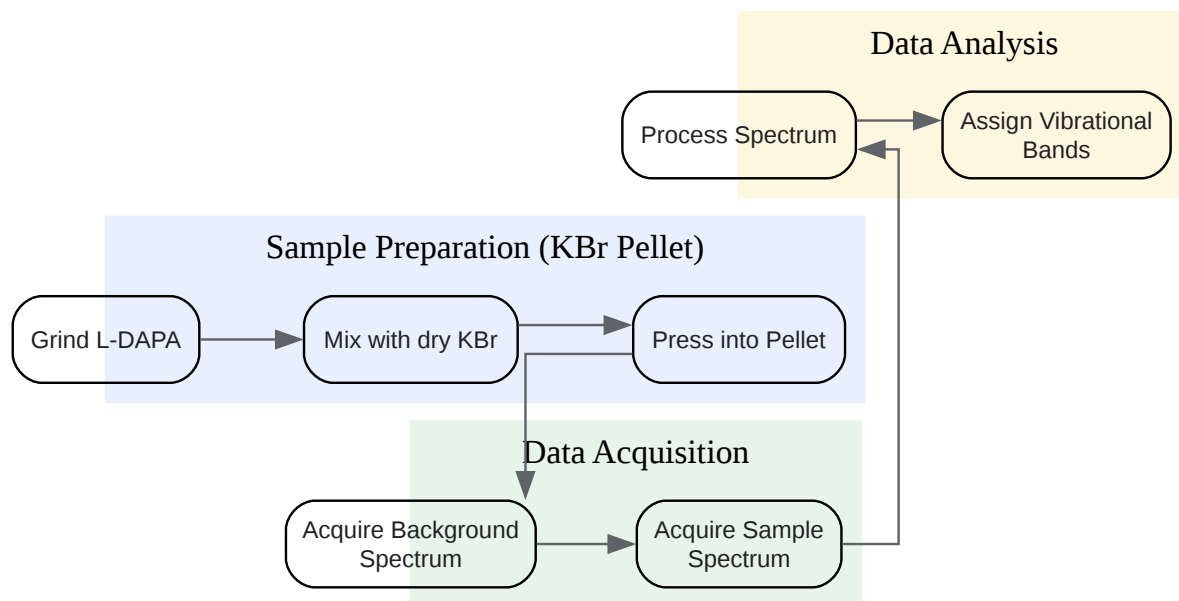 Data Analysis
Process Spectrum
Assign Vibrational
Bands
Sample Preparation (KBr Pellet)
Grind L-DAPA
Mix with dry KBr
Press into Pellet
Data Acquisition
Acquire Background
Spectrum
Acquire Sample
Spectrum